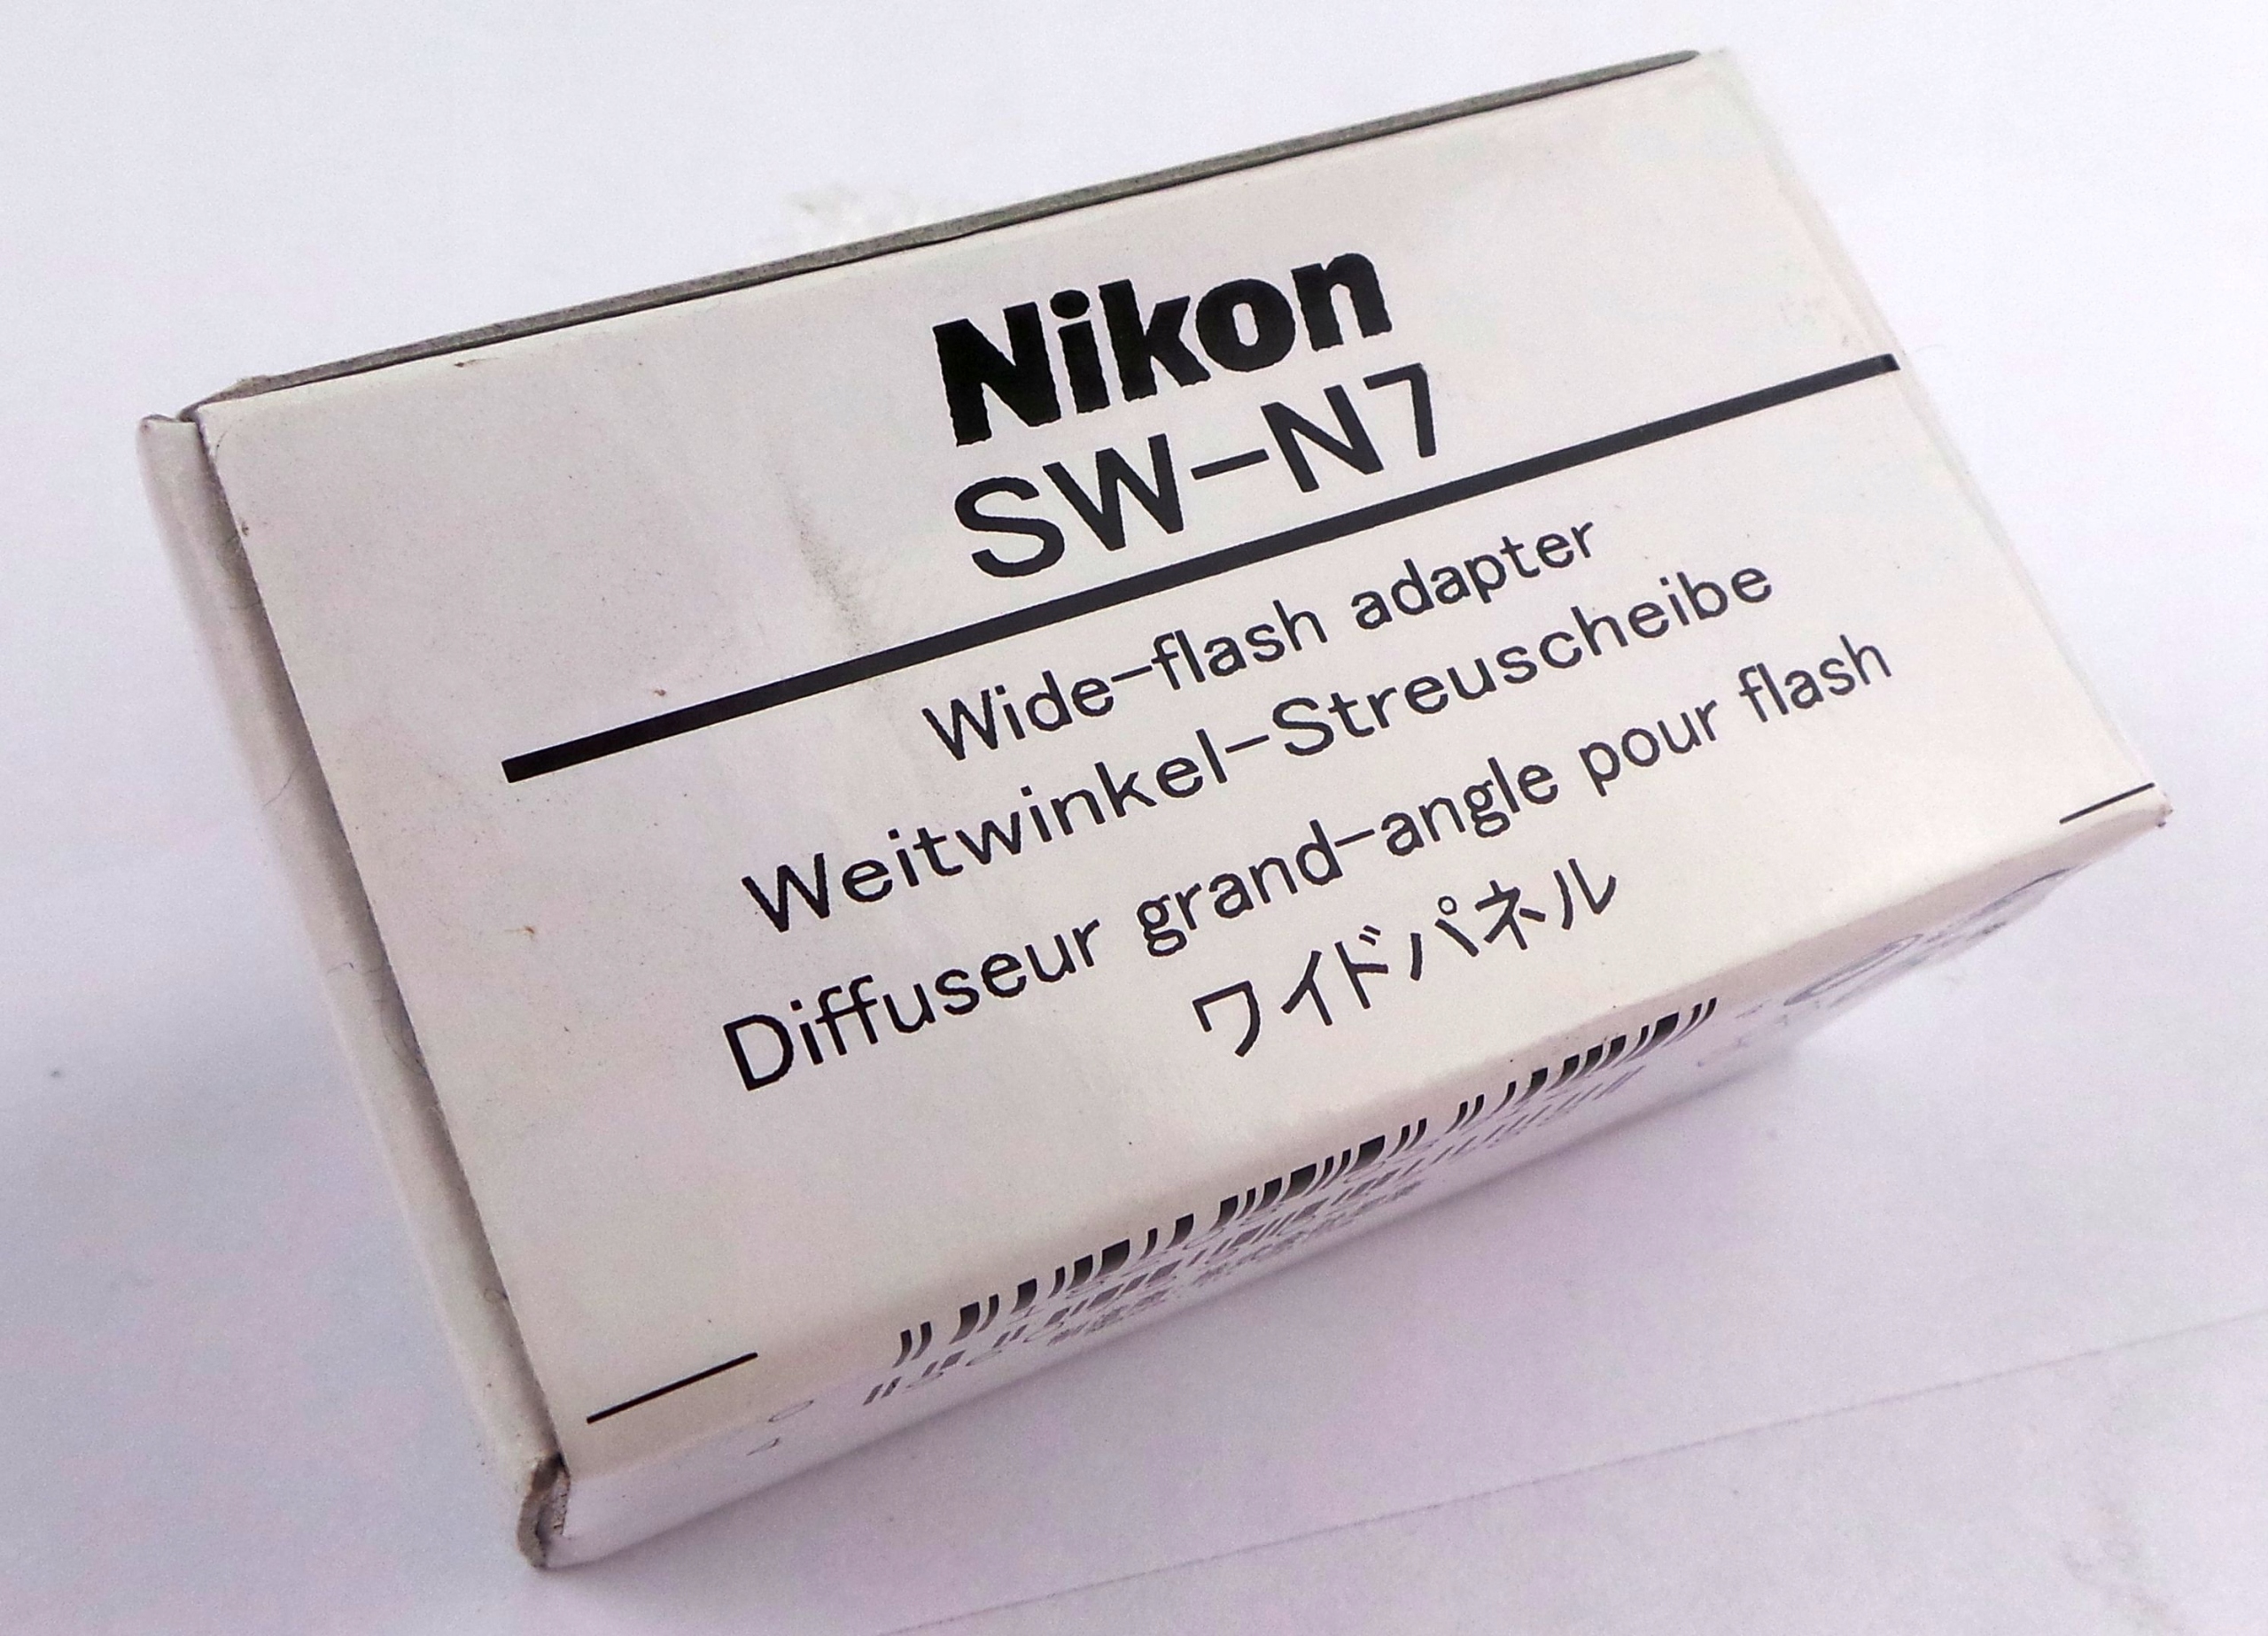 Nikon
SW-N7
Wide-flash adapter
Weitwinkel-Streuscheibe
Diffuseur grand-angle pour flash
ワイドパネル